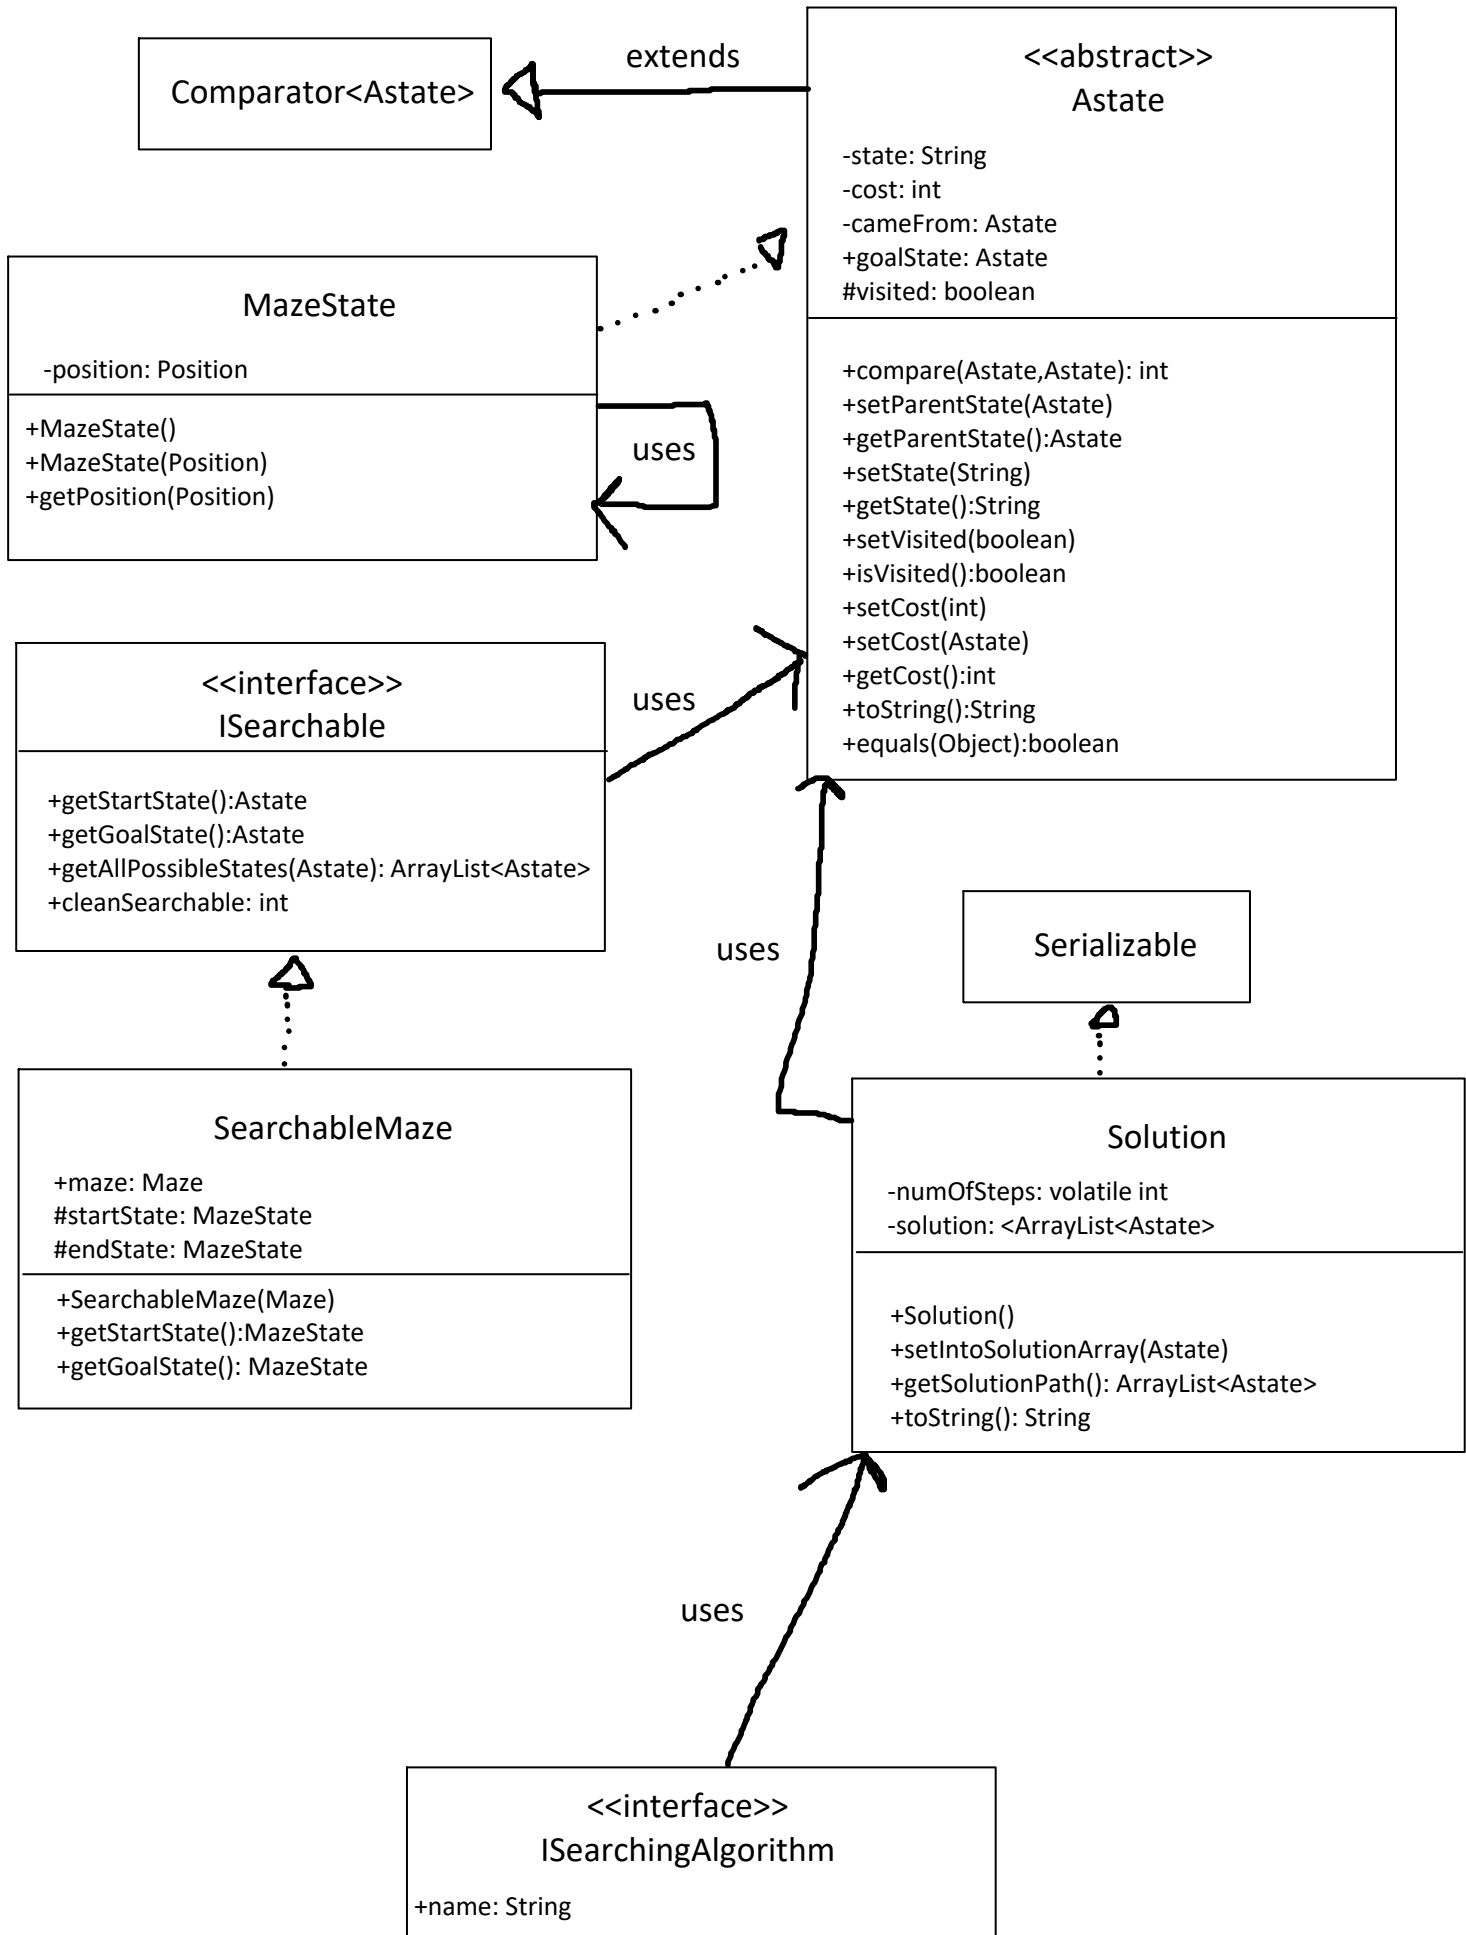 Comparator<Astate>
extends
<<abstract>>
Astate
-state: String
-cost: int
-cameFrom: Astate
+goalState: Astate
#visited: boolean
+compare(Astate,Astate): int
+setParentState(Astate)
+getParentState():Astate
+setState(String)
+getState():String
+setVisited(boolean)
+isVisited():boolean
+setCost(int)
+setCost(Astate)
+getCost():int
+toString():String
+equals(Object):boolean
MazeState
-position: Position
+MazeState()
+MazeState(Position)
+getPosition(Position)
uses
<<interface>>
ISearchable
+getStartState():Astate
+getGoalState():Astate
+getAllPossibleStates(Astate): ArrayList<Astate>
+cleanSearchable: int
uses
uses
Serializable
SearchableMaze
+maze: Maze
#startState: MazeState
#endState: MazeState
+SearchableMaze(Maze)
+getStartState():MazeState
+getGoalState(): MazeState
Solution
-numOfSteps: volatile int
-solution: <ArrayList<Astate>
+Solution()
+setIntoSolutionArray(Astate)
+getSolutionPath(): ArrayList<Astate>
+toString(): String
uses
<<interface>>
ISearchingAlgorithm
+name: String